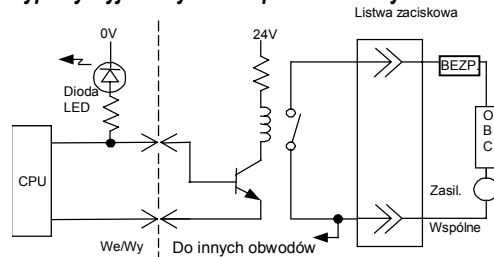 Listwa zaciskowa
0V
24V
Dioda
LED
BEZP.
O
B
C.
CPU
Zasil.
Wspólne
We/Wy
Do innych obwodów